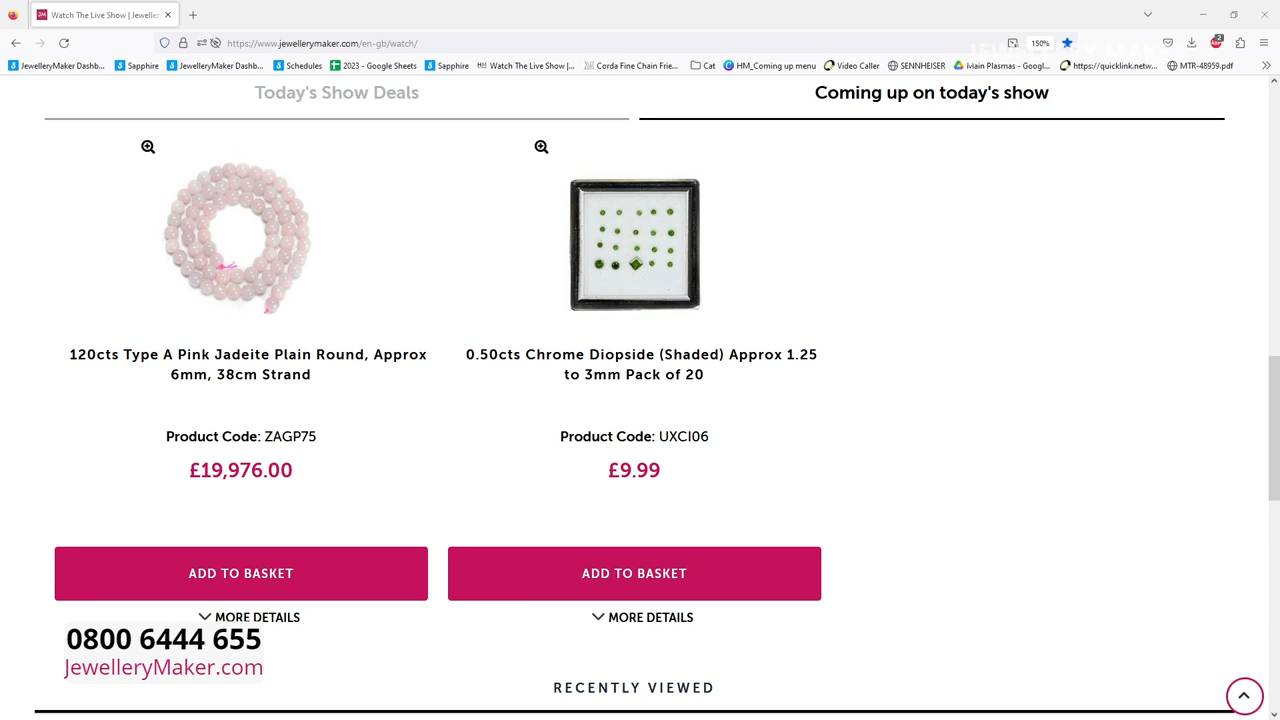 Watch The Live Show | Jeweller
https://www.jewellerymaker.com/en-gb/watch/
150%
2
JewelleryMaker Dashb...
Sapphire
JewelleryMaker Dashb...
Schedules
2023 - Google Sheets
Sapphire
Watch The Live Show |...
Corda Fine Chain Frie...
Cat
HM_Coming up menu
Video Caller
SENNHEISER
Main Plasmas - Googl...
https://quicklink.netw...
MTR-48959.pdf
Today's Show Deals
Coming up on today's show
120cts Type A Pink Jadeite Plain Round, Approx
6mm, 38cm Strand
Product Code: ZAGP75
£19,976.00
ADD TO BASKET
MORE DETAILS
0.50cts Chrome Diopside (Shaded) Approx 1.25
to 3mm Pack of 20
Product Code: UXCI06
£9.99
ADD TO BASKET
MORE DETAILS
0800 6444 655
JewelleryMaker.com
RECENTLY VIEWED